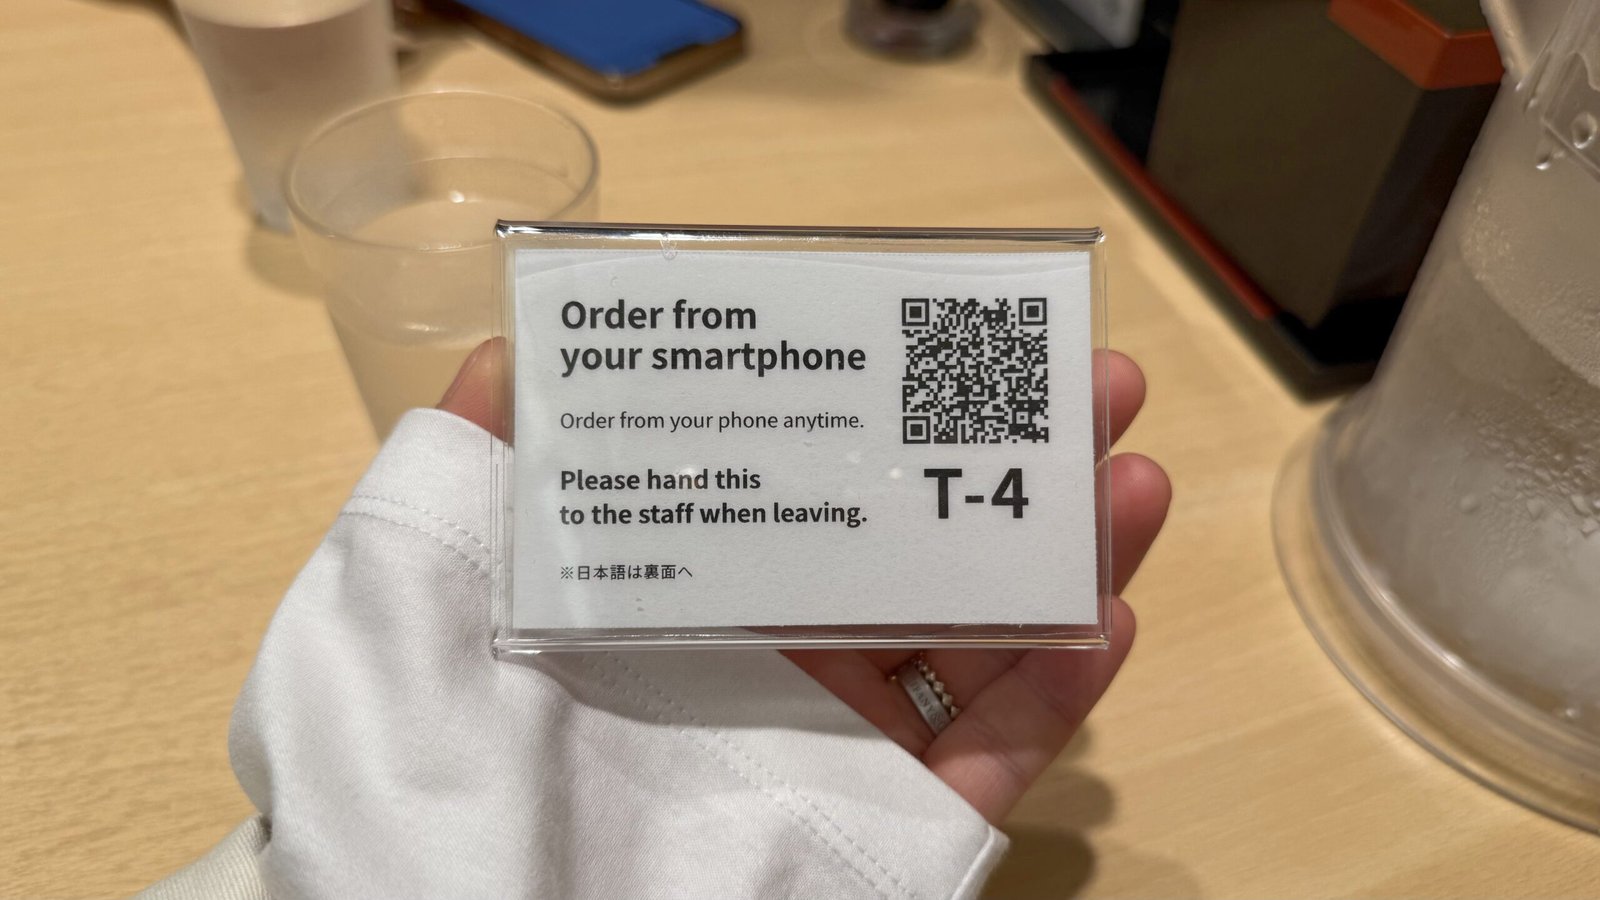 Order from
your smartphone
Order from your phone anytime.
Please hand this
to the staff when leaving.
※日本語は裏面へ
T-4